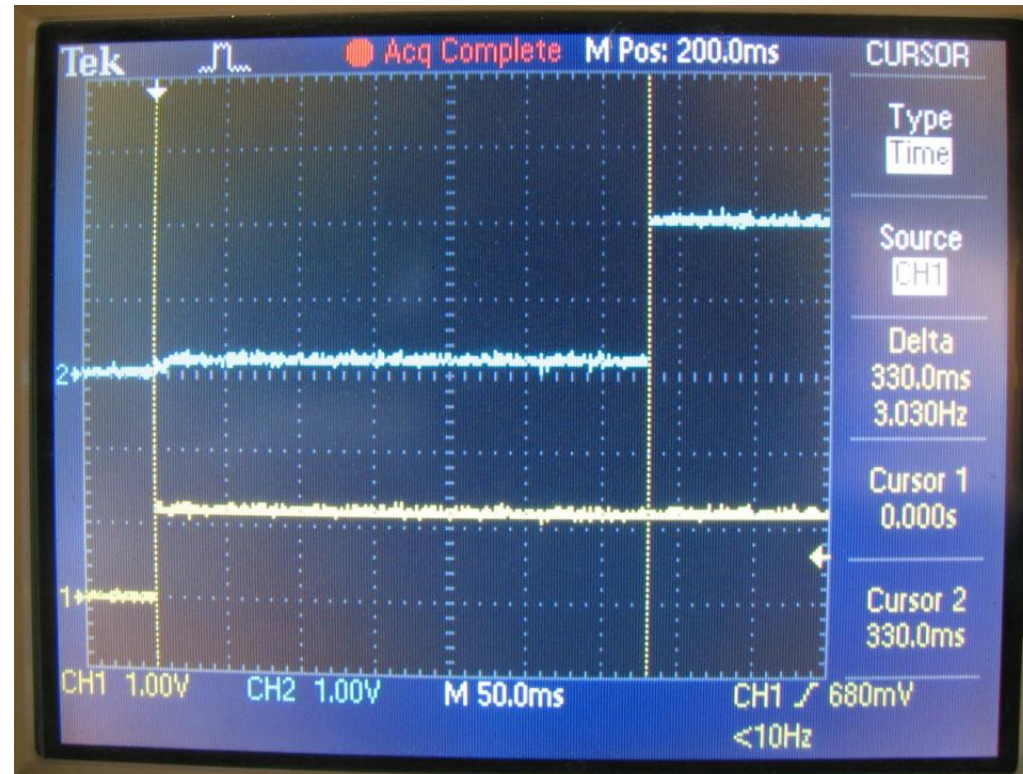 Tek Acq Complete M Pos: 200.0ms CURSOR
Type
Time
Source
CH1
Delta
330.0ms
3.030Hz
Cursor 1
0.000s
Cursor 2
330.0ms
2
1
CH1 1.00V CH2 1.00V M 50.0ms CH1 680mV
<10Hz